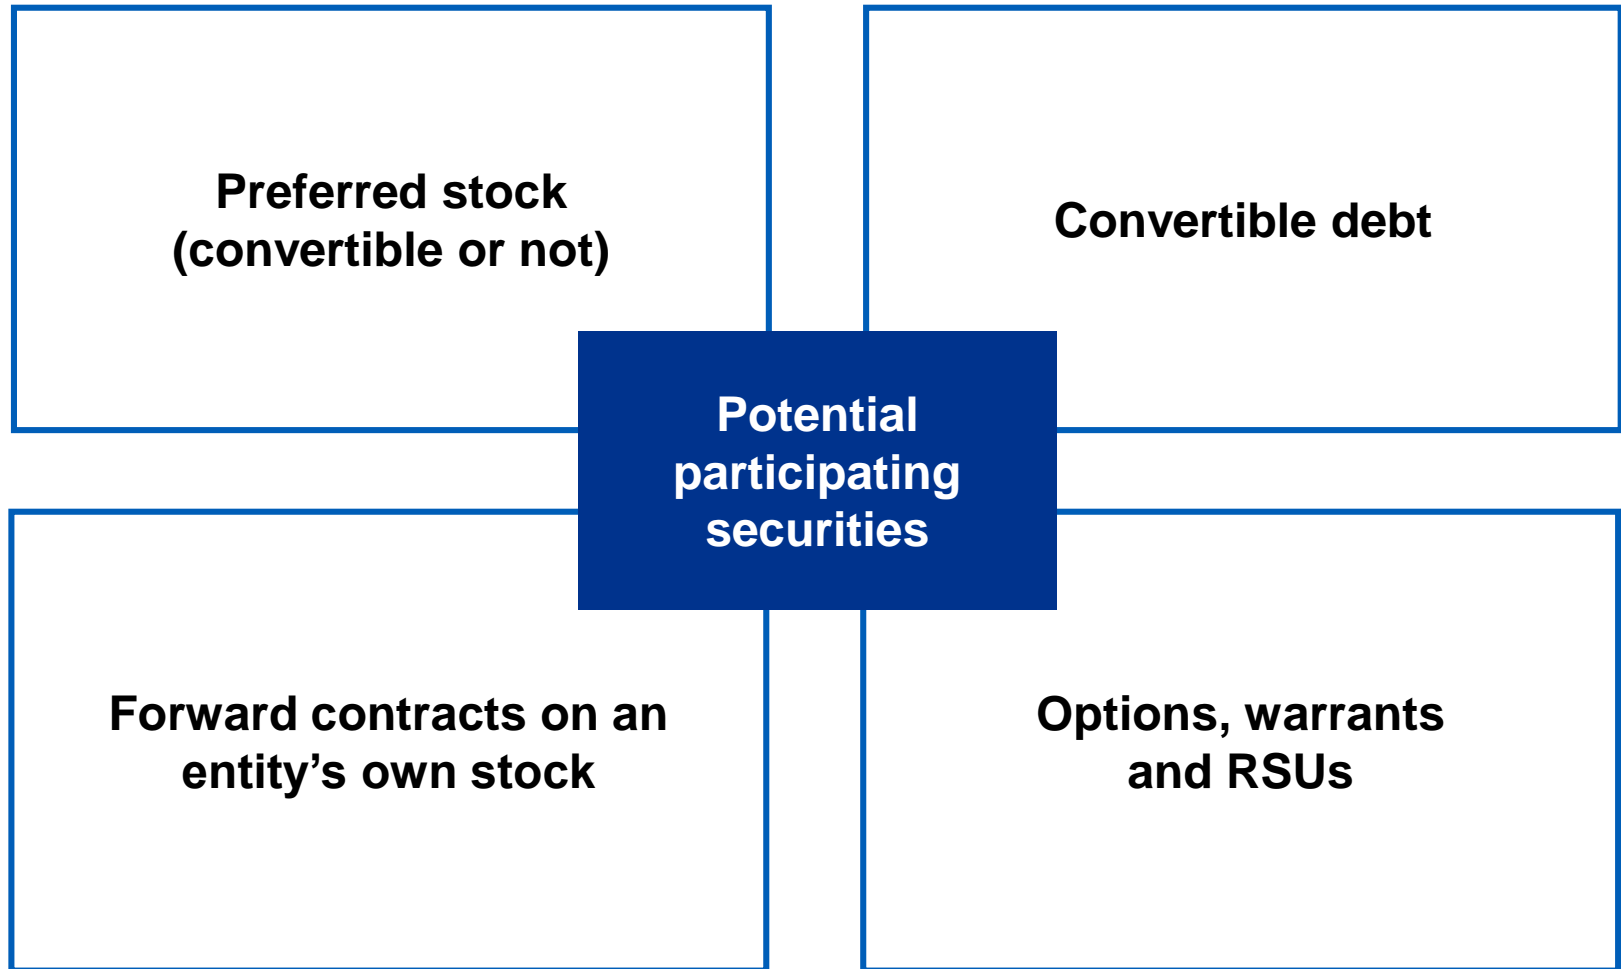 Preferred stock
(convertible or not)
Convertible debt
Potential
participating
securities
Forward contracts on an
entity’s own stock
Options, warrants
and RSUs